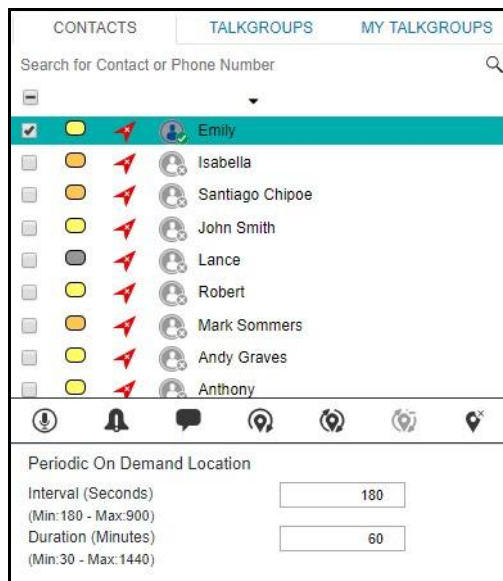 CONTACTS TALKGROUPS MY TALKGROUPS
Search for Contact or Phone Number
Emily
Isabella
Santiago Chipoe
John Smith
Lance
Robert
Mark Sommers
Andy Graves
Anthony
Periodic On Demand Location
Interval (Seconds) 180
(Min:180 - Max:900)
Duration (Minutes) 60
(Min:30 - Max:1440)